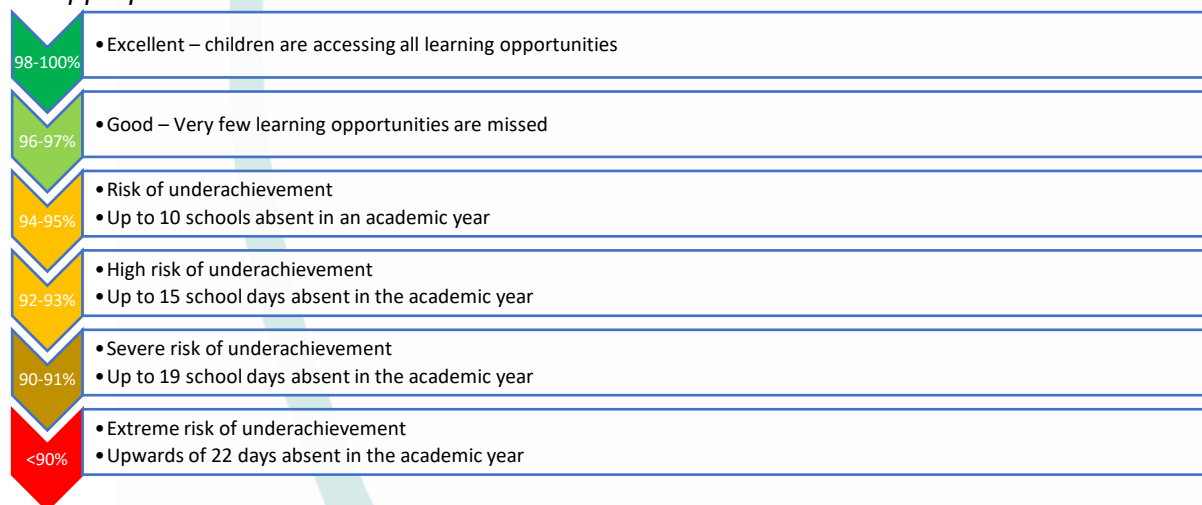 98-100%
•Excellent – children are accessing all learning opportunities
96-97%
•Good – Very few learning opportunities are missed
94-95%
•Risk of underachievement
•Up to 10 schools absent in an academic year
92-93%
•High risk of underachievement
•Up to 15 school days absent in the academic year
90-91%
•Severe risk of underachievement
•Up to 19 school days absent in the academic year
<90%
•Extreme risk of underachievement
•Upwards of 22 days absent in the academic year